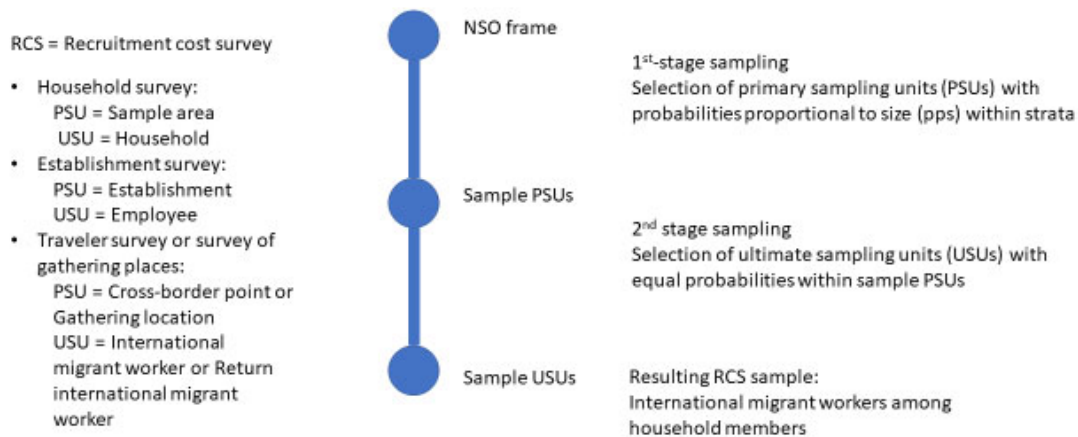 RCS = Recruitment cost survey
• Household survey:
PSU = Sample area
USU = Household
• Establishment survey:
PSU = Establishment
USU = Employee
• Traveler survey or survey of
gathering places:
PSU = Cross-border point or
Gathering location
USU = International
migrant worker or Return
international migrant
worker
NSO frame
Sample PSUs
Sample USUs
1st-stage sampling
Selection of primary sampling units (PSUs) with
probabilities proportional to size (pps) within strata
2nd stage sampling
Selection of ultimate sampling units (USUs) with
equal probabilities within sample PSUs
Resulting RCS sample:
International migrant workers among
household members